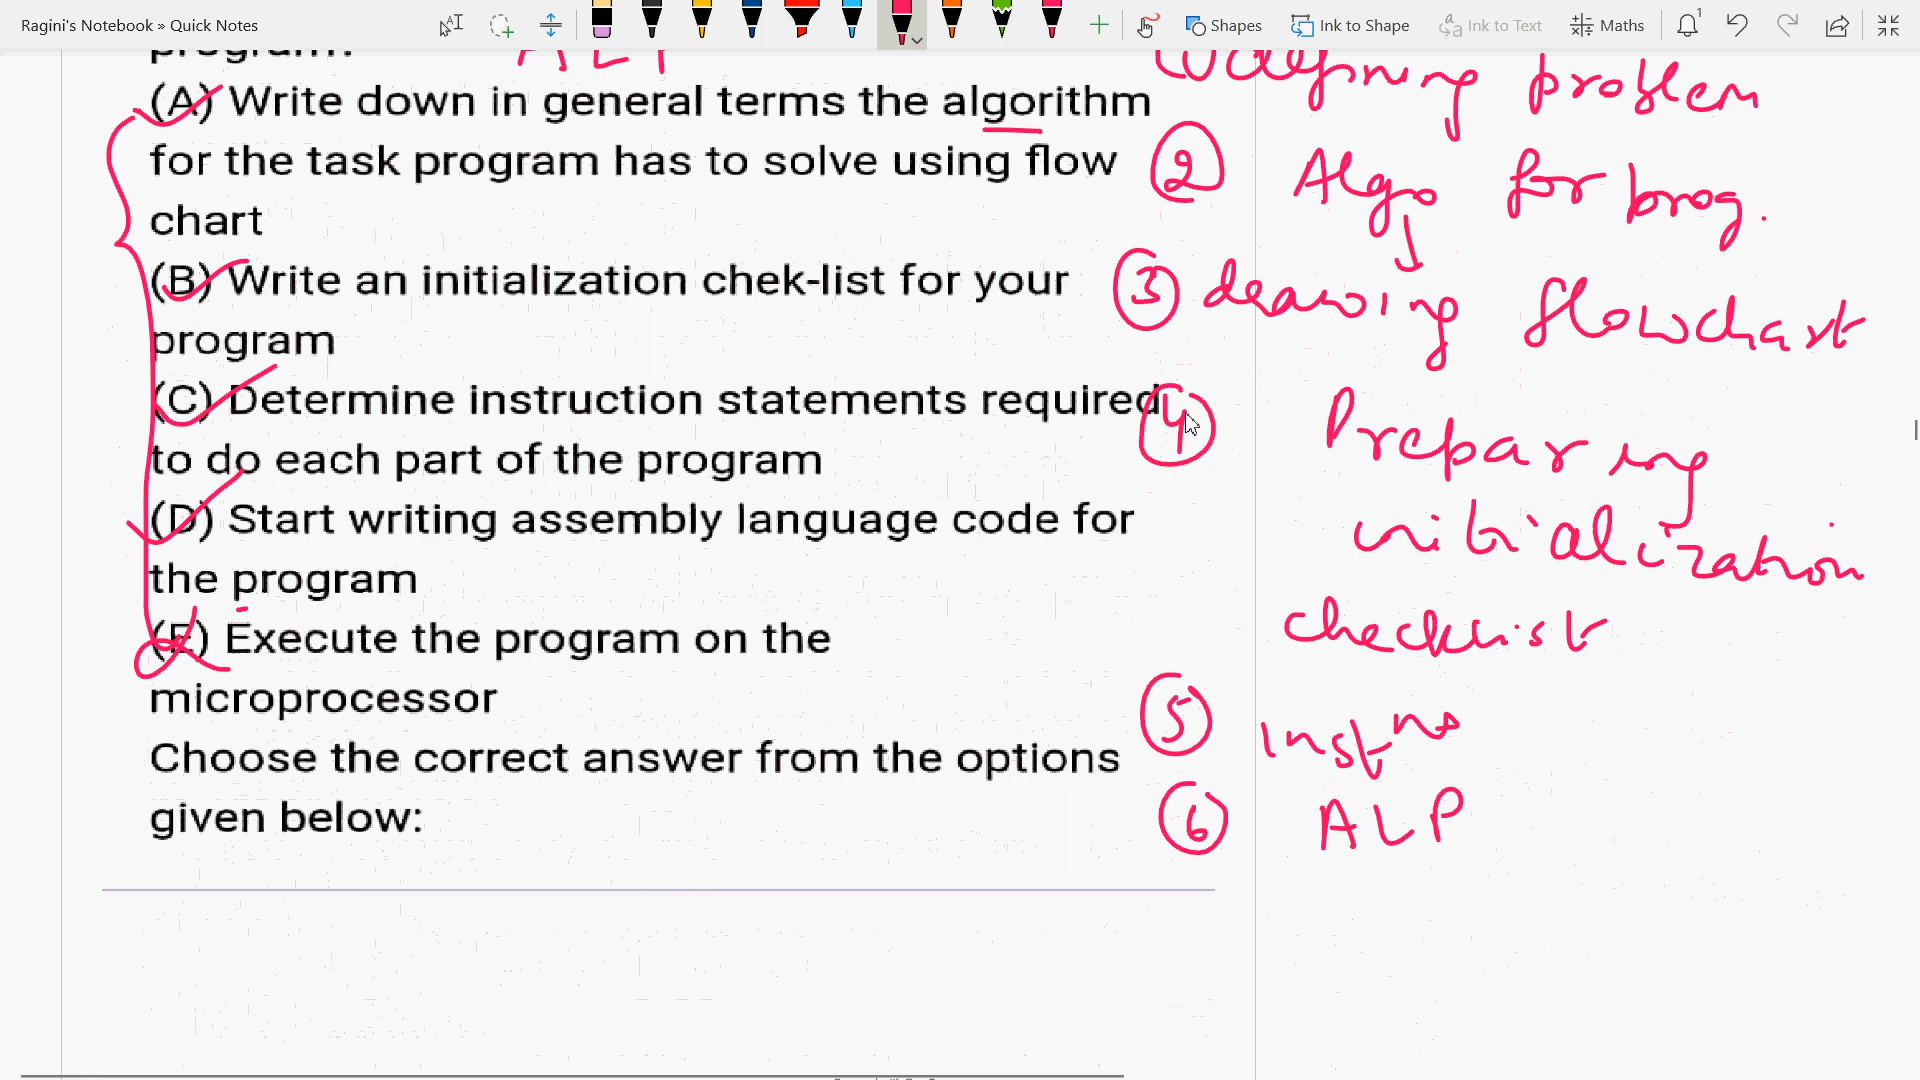 Ragini's Notebook » Quick Notes
Shapes
Ink to Shape
Ink to Text
Maths
1
program.
ALP
(A) Write down in general terms the algorithm
for the task program has to solve using flow
chart
(B) Write an initialization chek-list for your
program
(C) Determine instruction statements required
to do each part of the program
(D) Start writing assembly language code for
the program
(E) Execute the program on the
microprocessor
Choose the correct answer from the options
given below:
defining problem
2 Algo for prog.
3 drawing flowchart
4 Preparing
initialization
checklist
5 Instns
6 ALP